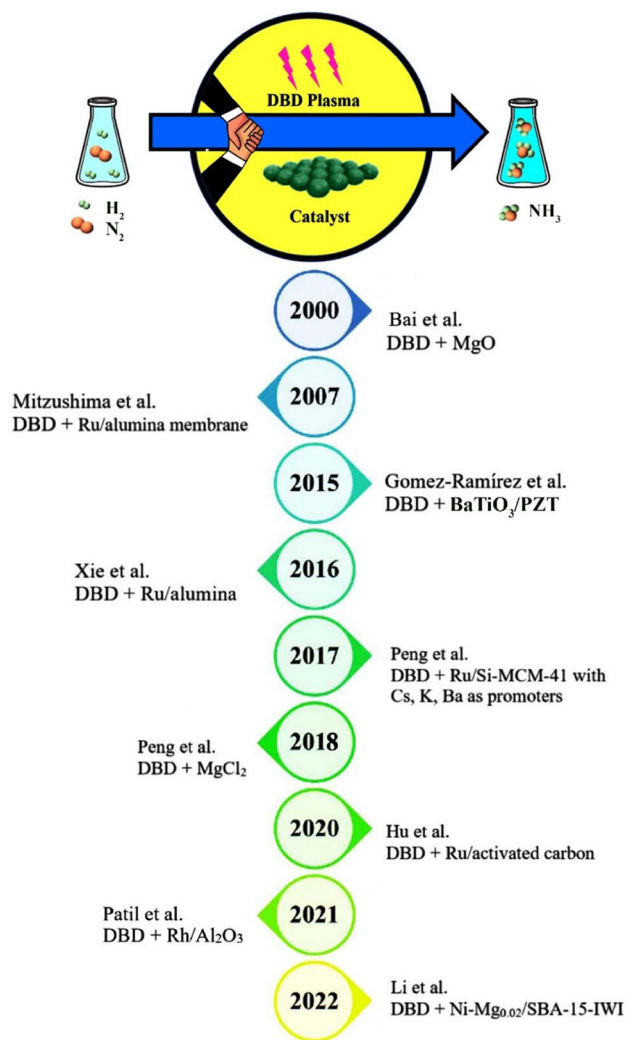 DBD Plasma
Catalyst
H₂
N₂
NH₃
2000
Bai et al.
DBD + MgO
2007
Mitzushima et al.
DBD + Ru/alumina membrane
2015
Gomez-Ramírez et al.
DBD + BaTiO₃/PZT
2016
Xie et al.
DBD + Ru/alumina
2017
Peng et al.
DBD + Ru/Si-MCM-41 with
Cs, K, Ba as promoters
2018
Peng et al.
DBD + MgCl₂
2020
Hu et al.
DBD + Ru/activated carbon
2021
Patil et al.
DBD + Rh/Al₂O₃
2022
Li et al.
DBD + Ni-Mg₀.₀₂/SBA-15-IWI